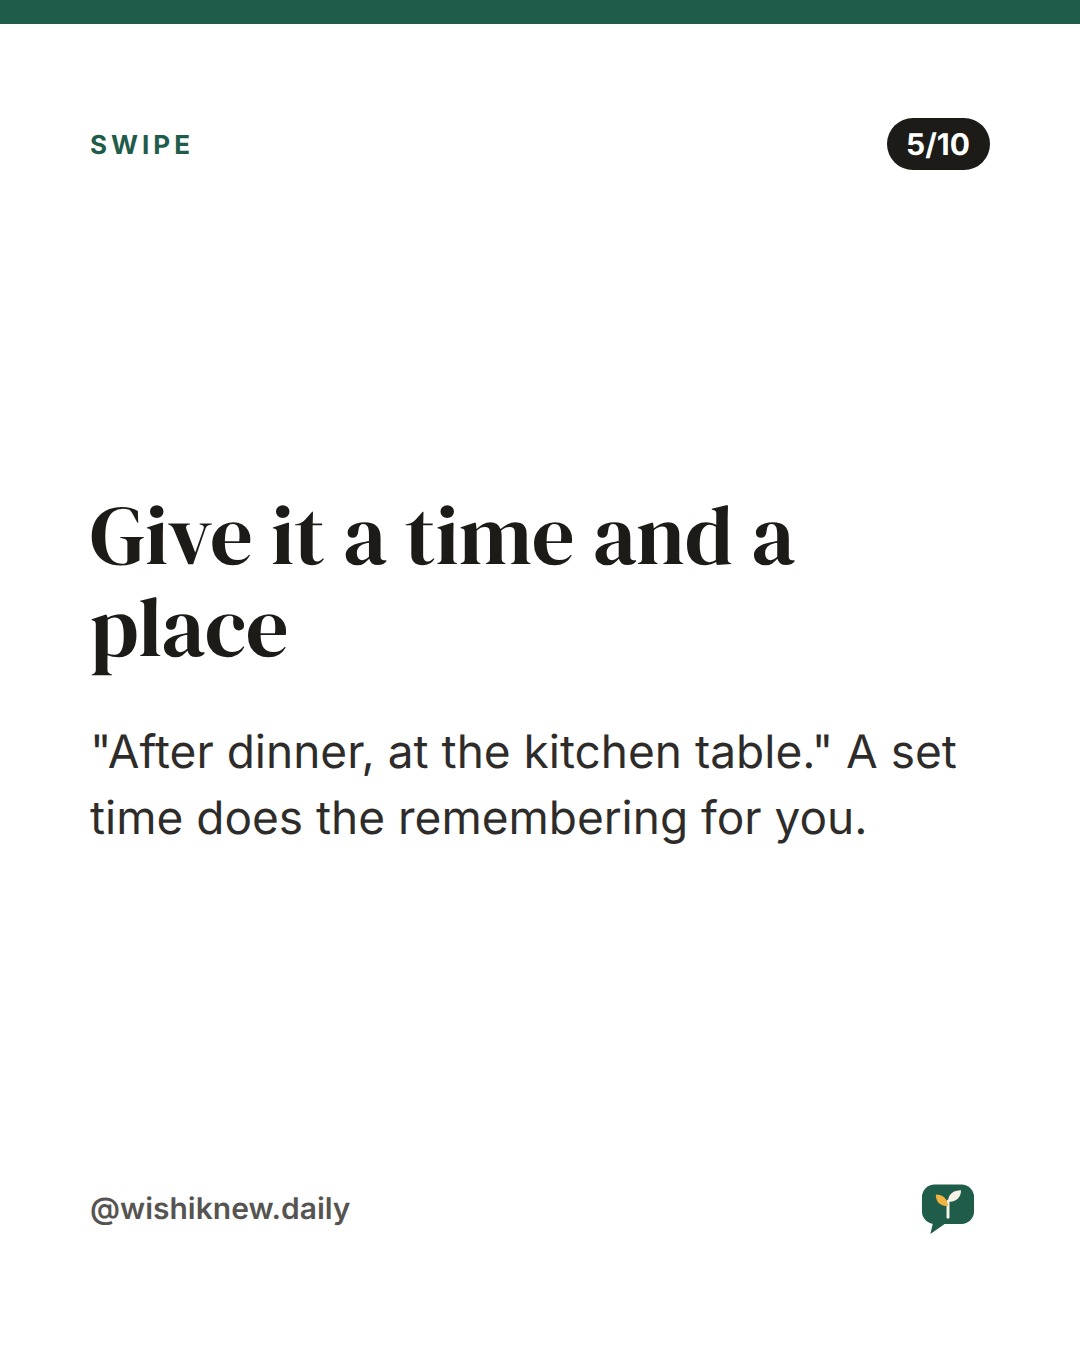 SWIPE
5/10
Give it a time and a
place
"After dinner, at the kitchen table." A set
time does the remembering for you.
@wishiknew.daily